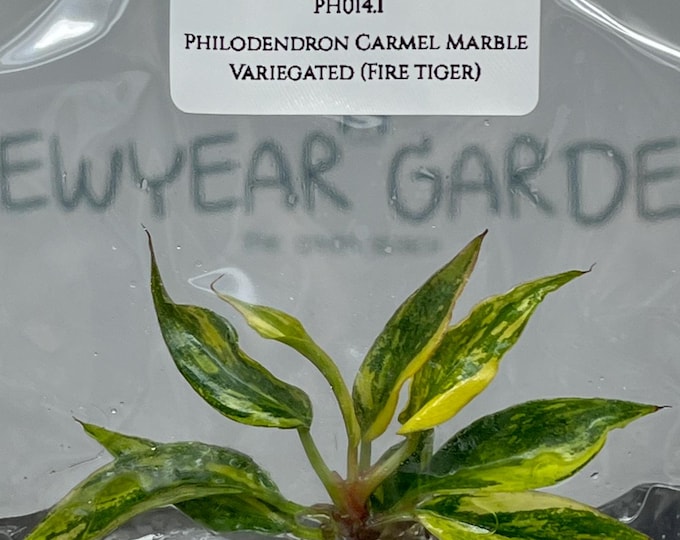 PH014.1
PHILODENDRON CARMEL MARBLE
VARIEGATED (FIRE TIGER)
EWYEAR GARDE